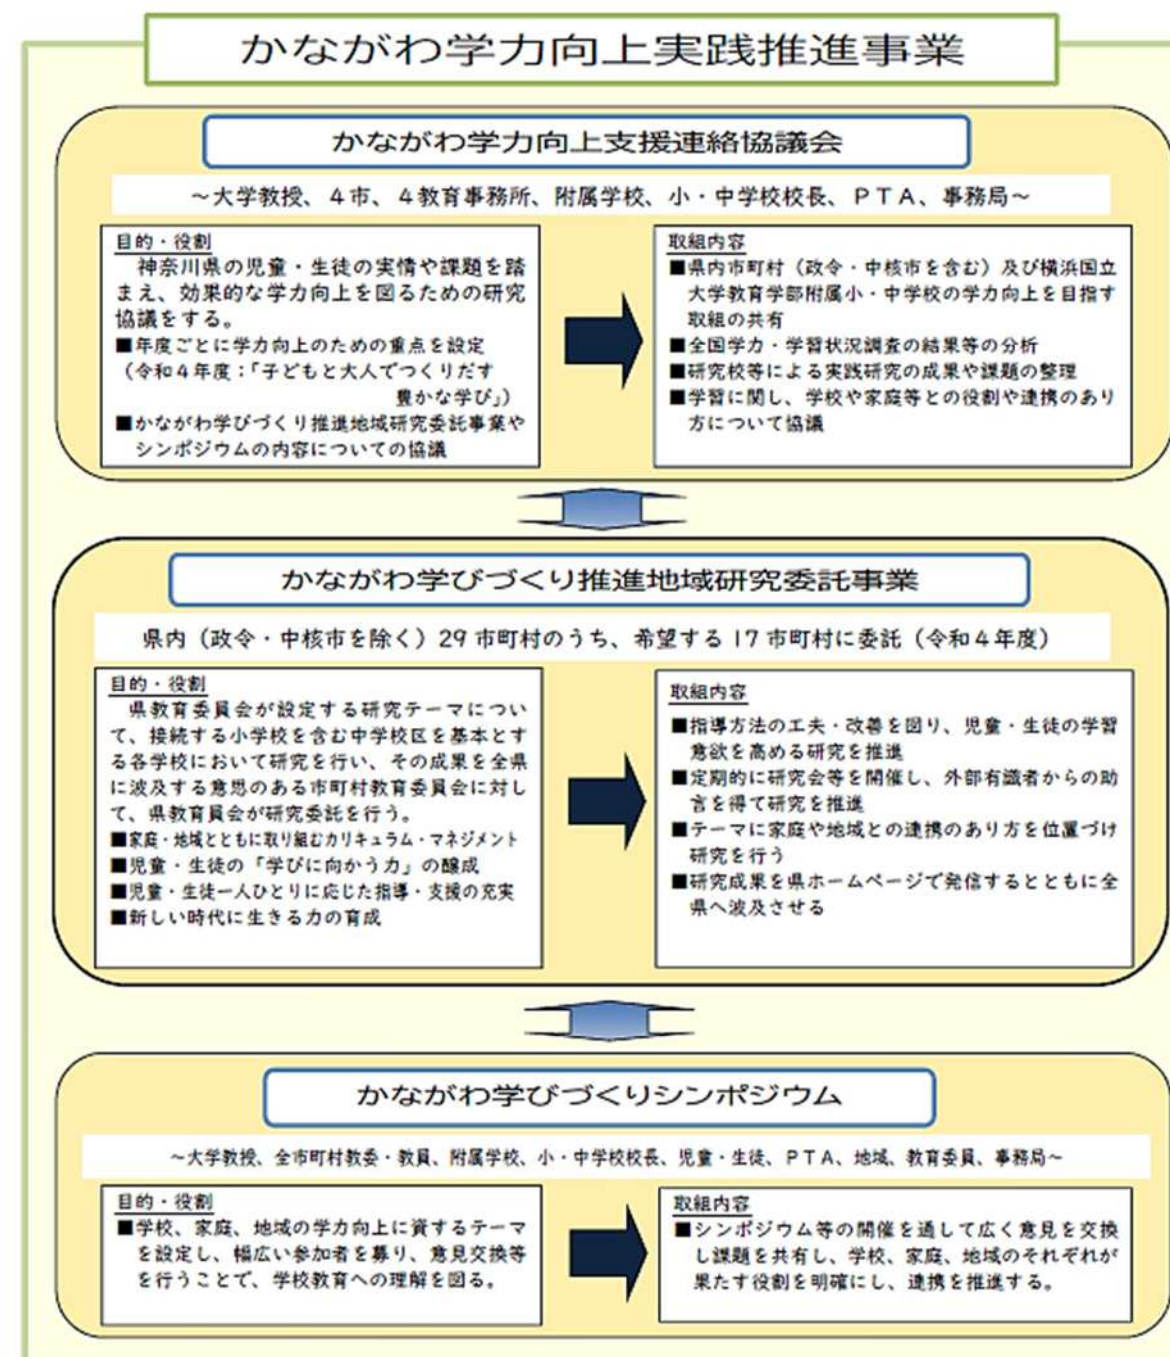 かながわ学力向上実践推進事業
かながわ学力向上支援連絡協議会
～大学教授、4市、4教育事務所、附属学校、小・中学校校長、PTA、事務局～
目的・役割
神奈川県の児童・生徒の実情や課題を踏
まえ、効果的な学力向上を図るための研究
協議をする。
■年度ごとに学力向上のための重点を設定
（令和4年度：「子どもと大人でつくりだす
豊かな学び」）
■かながわ学びづくり推進地域研究委託事業や
シンポジウムの内容についての協議
取組内容
■県内市町村（政令・中核市を含む）及び横浜国立
大学教育学部附属小・中学校の学力向上を目指す
取組の共有
■全国学力・学習状況調査の結果等の分析
■研究校等による実践研究の成果や課題の整理
■学習に関し、学校や家庭等との役割や連携のあり
方について協議
かながわ学びづくり推進地域研究委託事業
県内（政令・中核市を除く）29市町村のうち、希望する17市町村に委託（令和4年度）
目的・役割
県教育委員会が設定する研究テーマについ
て、接続する小学校を含む中学校区を基本とす
る各学校において研究を行い、その成果を全県
に波及する意思のある市町村教育委員会に対し
て、県教育員会が研究委託を行う。
■家庭・地域とともに取り組むカリキュラム・マネジメント
■児童・生徒の「学びに向かう力」の醸成
■児童・生徒一人ひとりに応じた指導・支援の充実
■新しい時代に生きる力の育成
取組内容
■指導方法の工夫・改善を図り、児童・生徒の学習
意欲を高める研究を推進
■定期的に研究会等を開催し、外部有識者からの助
言を得て研究を推進
■テーマに家庭や地域との連携のあり方を位置づけ
研究を行う
■研究成果を県ホームページで発信するとともに全
県へ波及させる
かながわ学びづくりシンポジウム
～大学教授、全市町村教委・教員、附属学校、小・中学校校長、児童・生徒、PTA、地域、教育委員、事務局～
目的・役割
■学校、家庭、地域の学力向上に資するテーマ
を設定し、幅広い参加者を募り、意見交換等
を行うことで、学校教育への理解を図る。
取組内容
■シンポジウム等の開催を通して広く意見を交換
し課題を共有し、学校、家庭、地域のそれぞれが
果たす役割を明確にし、連携を推進する。